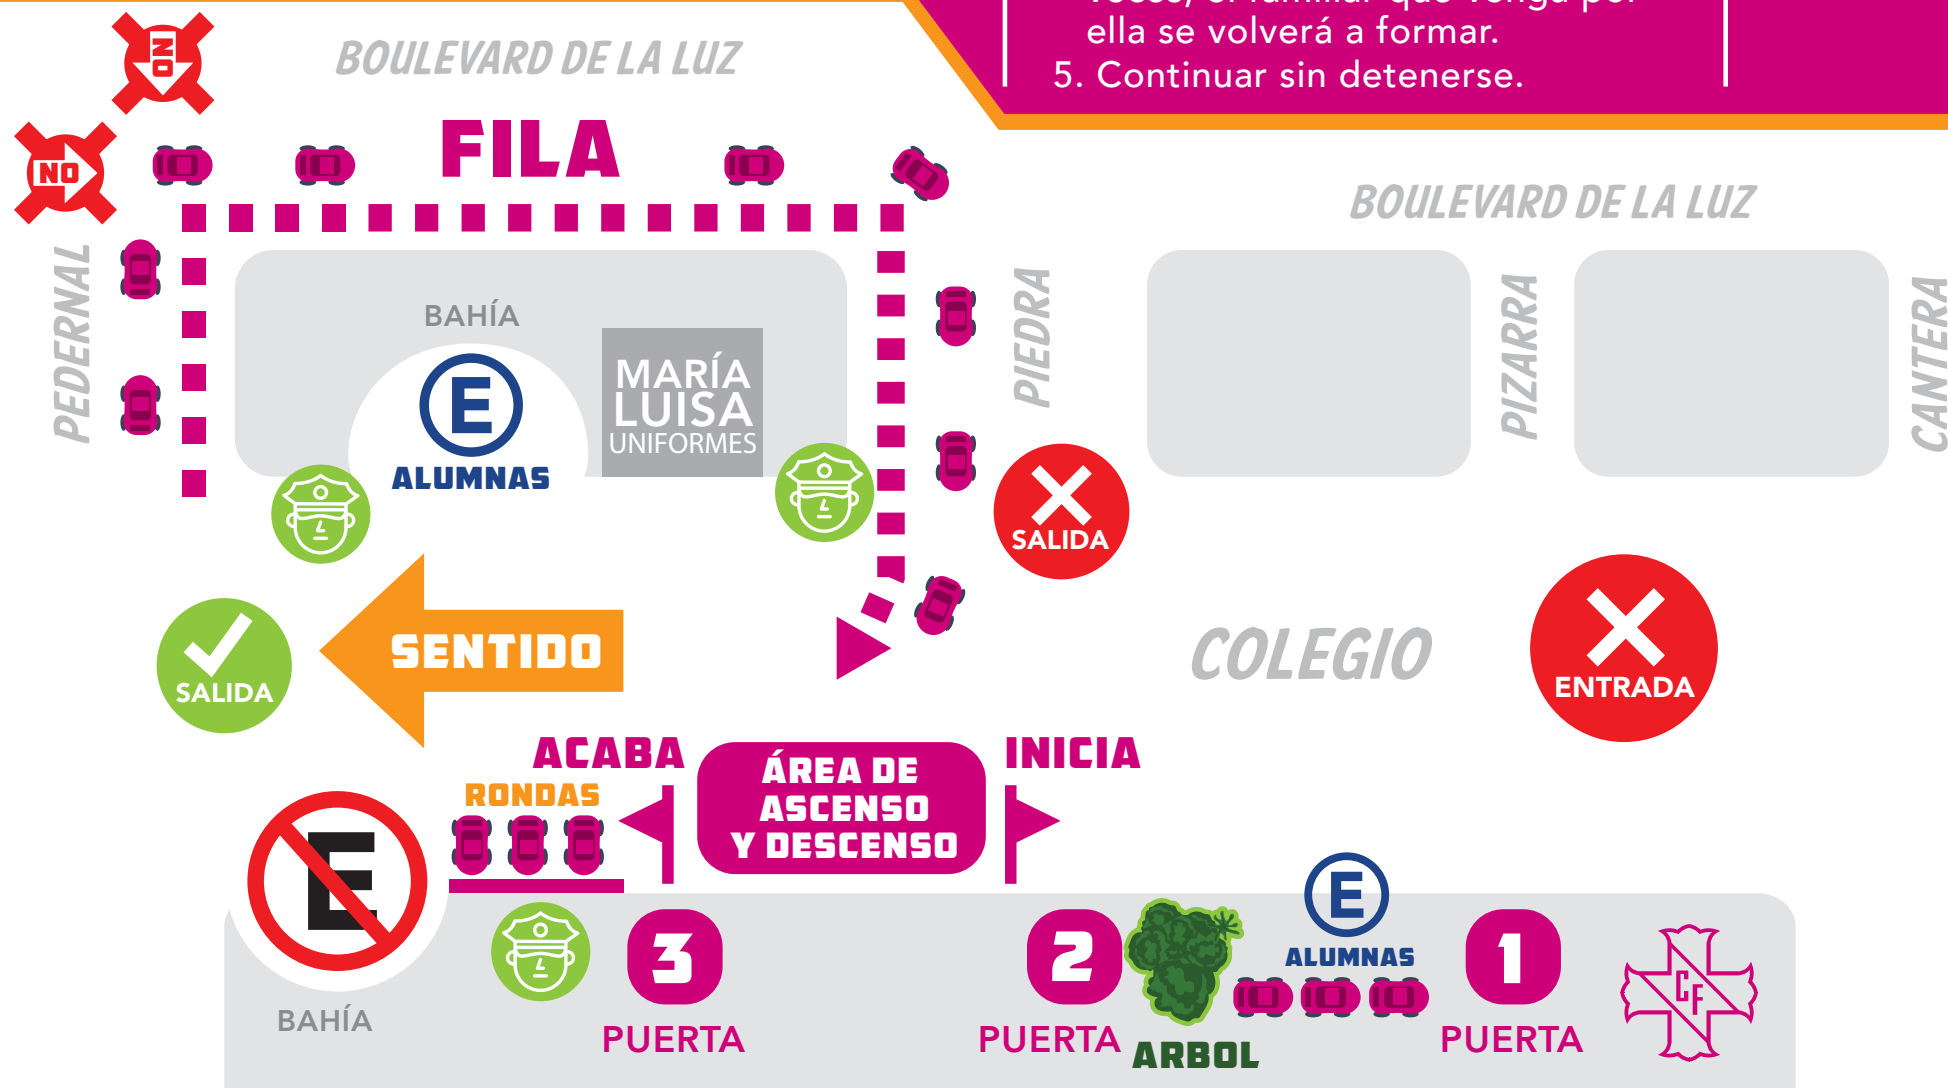 ella se volverá a formar.
5. Continuar sin detenerse.
NO
BOULEVARD DE LA LUZ
NO
FILA
BOULEVARD DE LA LUZ
PEDERNAL
BAHÍA
E
ALUMNAS
MARÍA
LUISA
UNIFORMES
PIEDRA
PIZARRA
CANTERA
SALIDA
SALIDA
SENTIDO
COLEGIO
ENTRADA
ACABA
ÁREA DE
ASCENSO
Y DESCENSO
INICIA
RONDAS
E
BAHÍA
3
PUERTA
2
PUERTA
ARBOL
E
ALUMNAS
1
PUERTA
CF